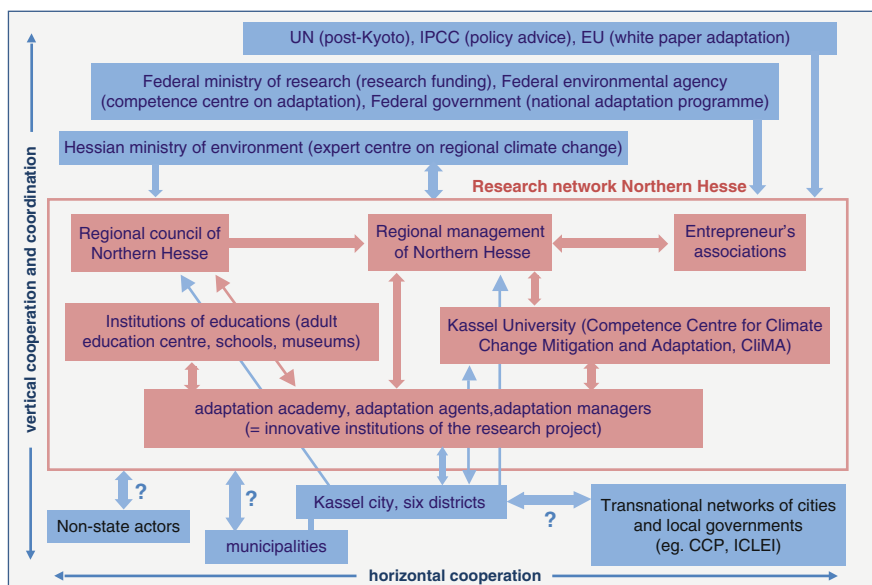 UN (post-Kyoto), IPCC (policy advice), EU (white paper adaptation)
Federal ministry of research (research funding), Federal environmental agency
(competence centre on adaptation), Federal government (national adaptation programme)
Hessian ministry of environment (expert centre on regional climate change)
Research network Northern Hesse
Regional council of
Northern Hesse
Regional management
of Northern Hesse
Entrepreneur's
associations
Institutions of educations (adult
education centre, schools, museums)
Kassel University (Competence Centre for Climate
Change Mitigation and Adaptation, CliMA)
adaptation academy, adaptation agents,adaptation managers
(= innovative institutions of the research project)
?
?
?
Non-state actors
municipalities
Kassel city, six districts
Transnational networks of cities
and local governments
(eg. CCP, ICLEI)
vertical cooperation and coordination
horizontal cooperation